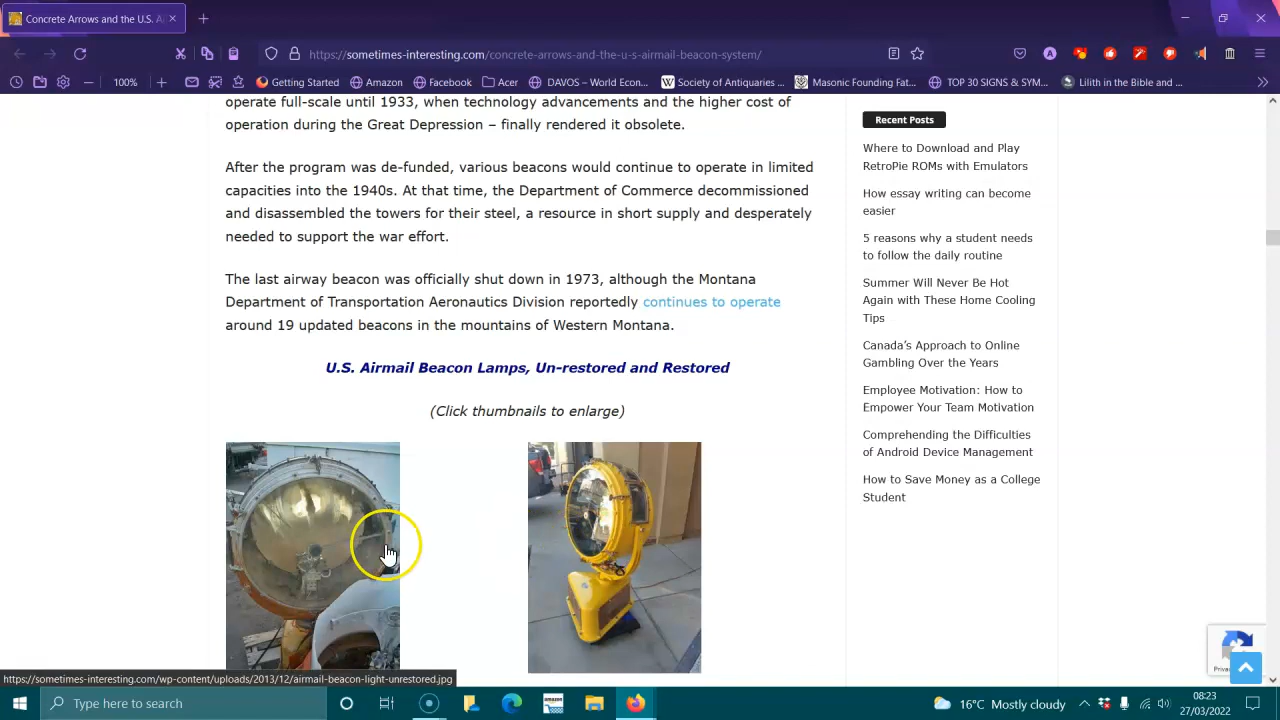 Concrete Arrows and the U.S. A
https://sometimes-interesting.com/concrete-arrows-and-the-u-s-airmail-beacon-system/
100%
Getting Started
Amazon
Facebook
Acer
DAVOS – World Econ...
Society of Antiquaries ...
Masonic Founding Fat...
TOP 30 SIGNS & SYM...
Lilith in the Bible and ...
operate full-scale until 1933, when technology advancements and the higher cost of
operation during the Great Depression – finally rendered it obsolete.
After the program was de-funded, various beacons would continue to operate in limited
capacities into the 1940s. At that time, the Department of Commerce decommissioned
and disassembled the towers for their steel, a resource in short supply and desperately
needed to support the war effort.
The last airway beacon was officially shut down in 1973, although the Montana
Department of Transportation Aeronautics Division reportedly continues to operate
around 19 updated beacons in the mountains of Western Montana.
U.S. Airmail Beacon Lamps, Un-restored and Restored
(Click thumbnails to enlarge)
Recent Posts
Where to Download and Play
RetroPie ROMs with Emulators
How essay writing can become
easier
5 reasons why a student needs
to follow the daily routine
Summer Will Never Be Hot
Again with These Home Cooling
Tips
Canada's Approach to Online
Gambling Over the Years
Employee Motivation: How to
Empower Your Team Motivation
Comprehending the Difficulties
of Android Device Management
How to Save Money as a College
Student
https://sometimes-interesting.com/wp-content/uploads/2013/12/airmail-beacon-light-unrestored.jpg
Type here to search
amazon
16°C Mostly cloudy
08:23
27/03/2022